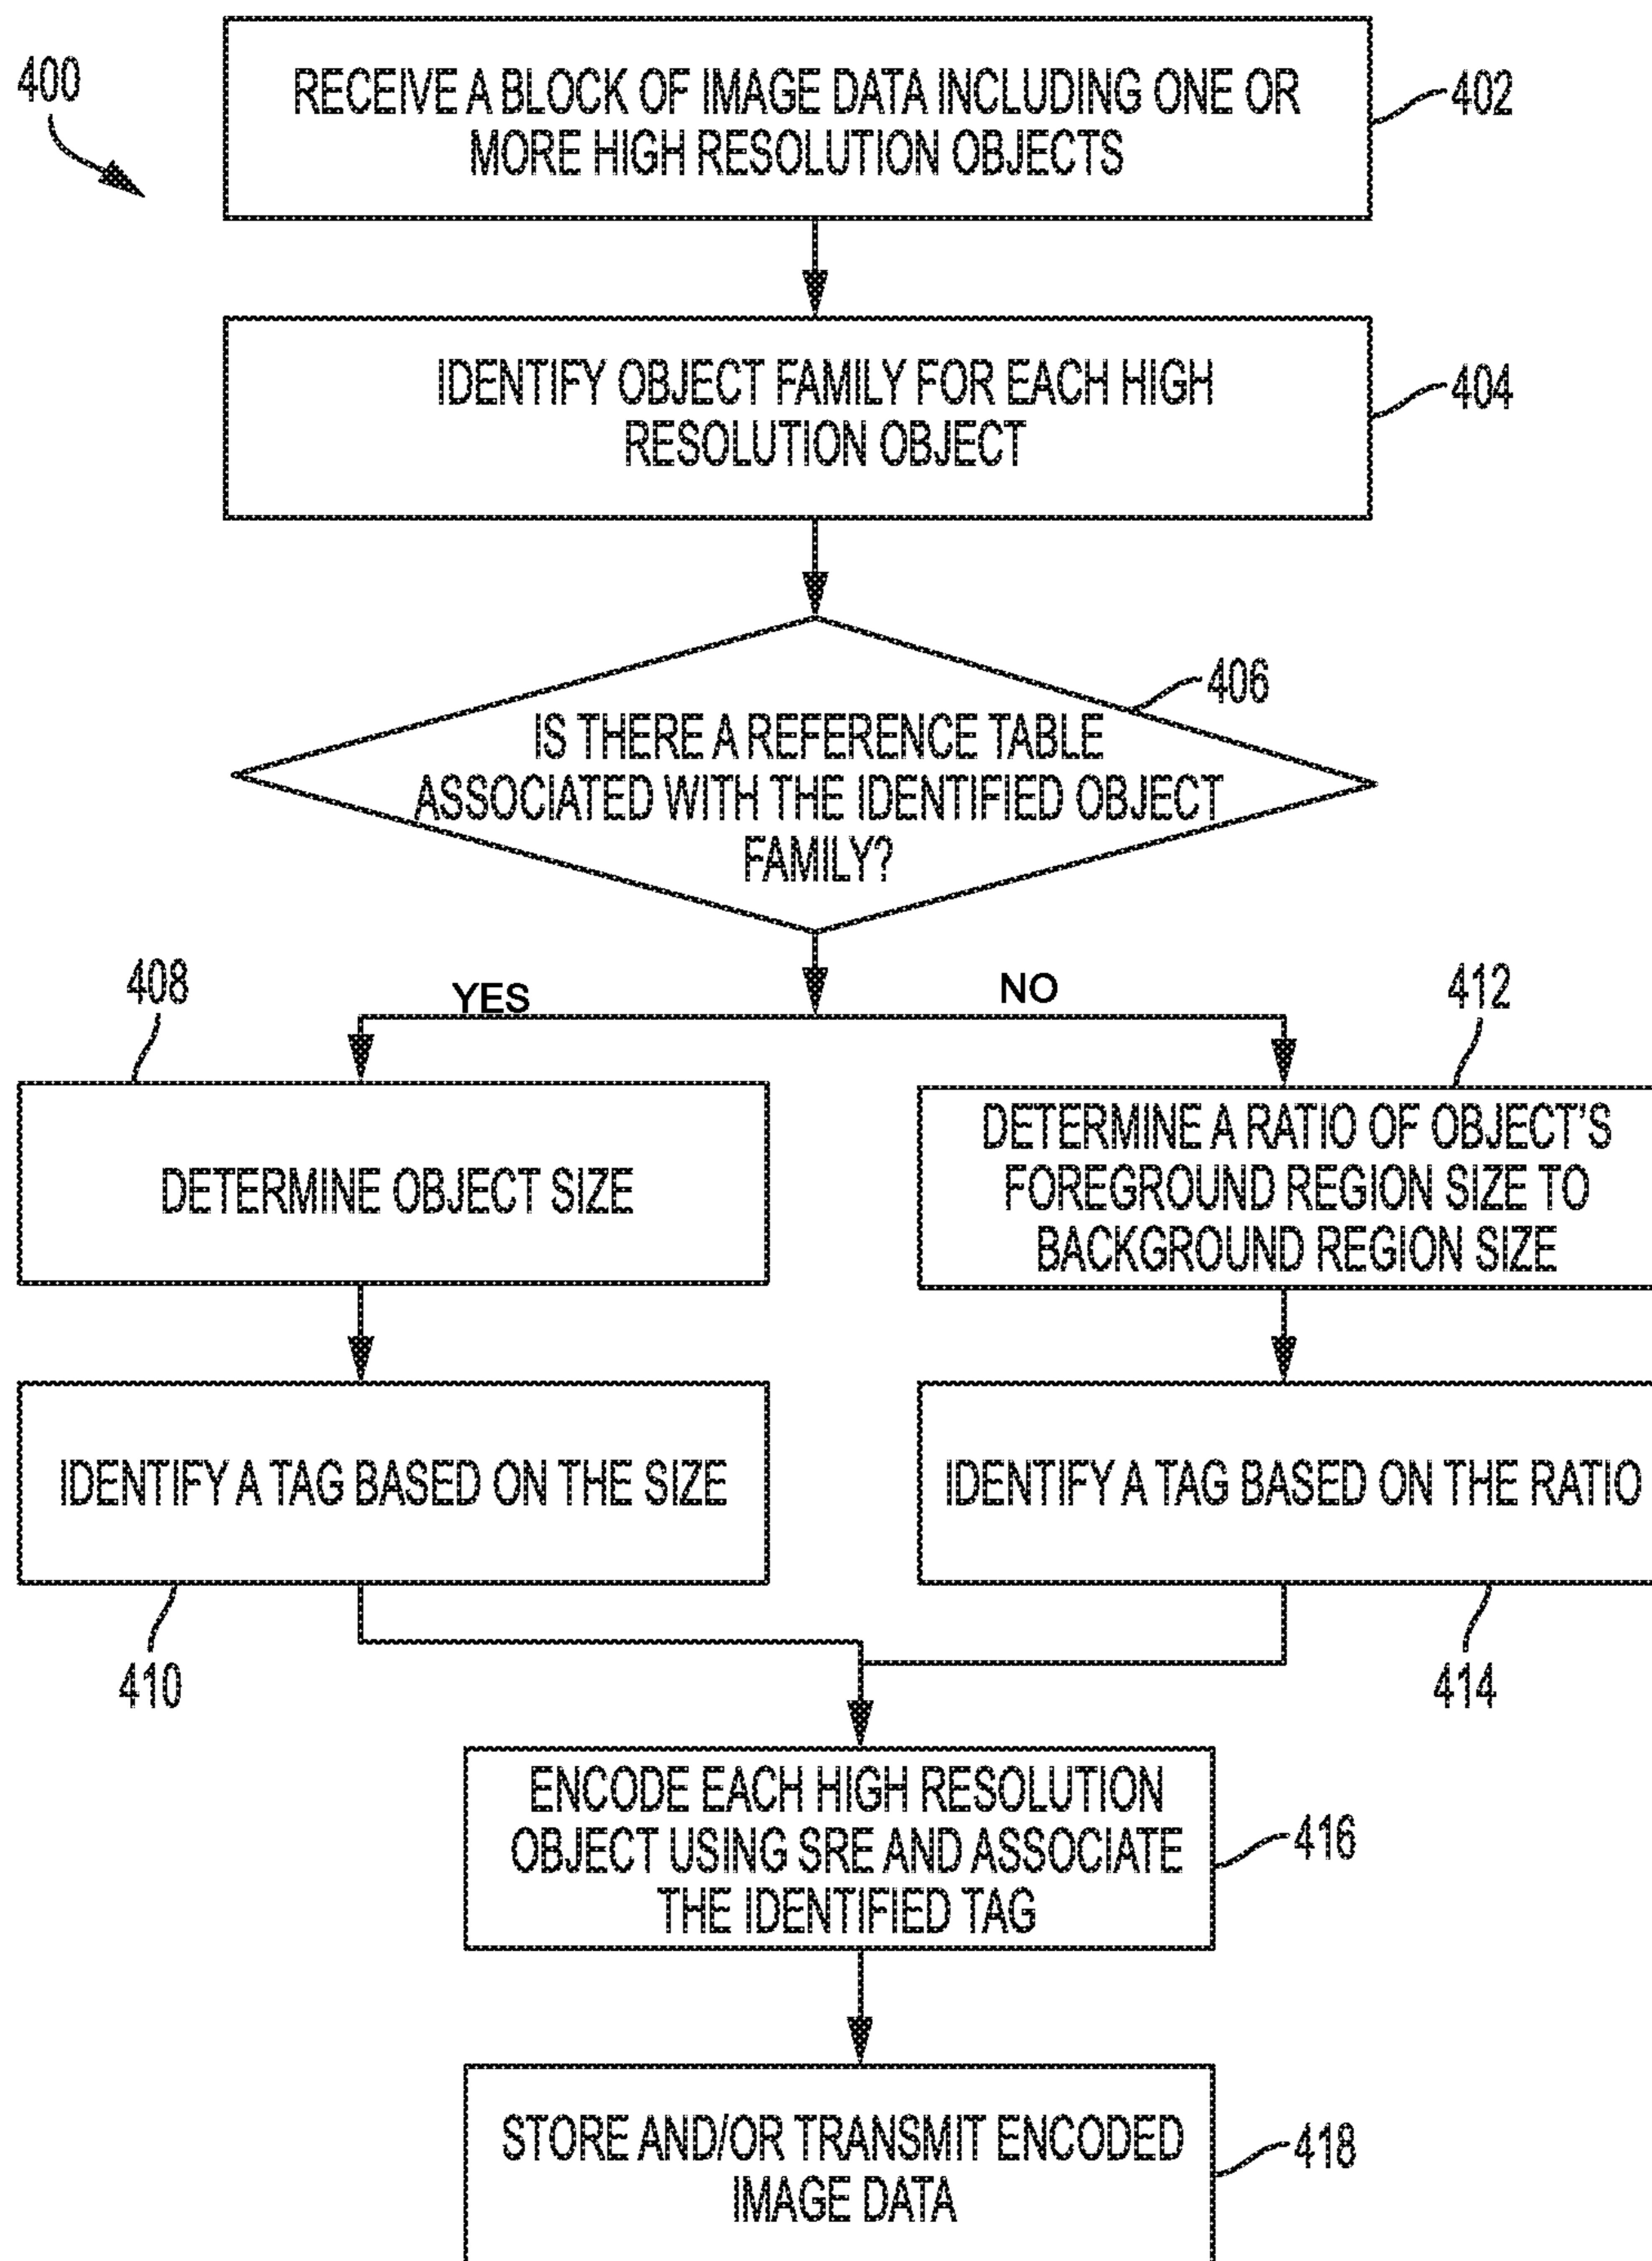 400
RECEIVE A BLOCK OF IMAGE DATA INCLUDING ONE OR
MORE HIGH RESOLUTION OBJECTS
402
IDENTIFY OBJECT FAMILY FOR EACH HIGH
RESOLUTION OBJECT
404
406
IS THERE A REFERENCE TABLE
ASSOCIATED WITH THE IDENTIFIED OBJECT
FAMILY?
408
YES
NO
412
DETERMINE OBJECT SIZE
DETERMINE A RATIO OF OBJECT'S
FOREGROUND REGION SIZE TO
BACKGROUND REGION SIZE
IDENTIFY A TAG BASED ON THE SIZE
IDENTIFY A TAG BASED ON THE RATIO
410
414
ENCODE EACH HIGH RESOLUTION
OBJECT USING SRE AND ASSOCIATE
THE IDENTIFIED TAG
416
STORE AND/OR TRANSMIT ENCODED
IMAGE DATA
418